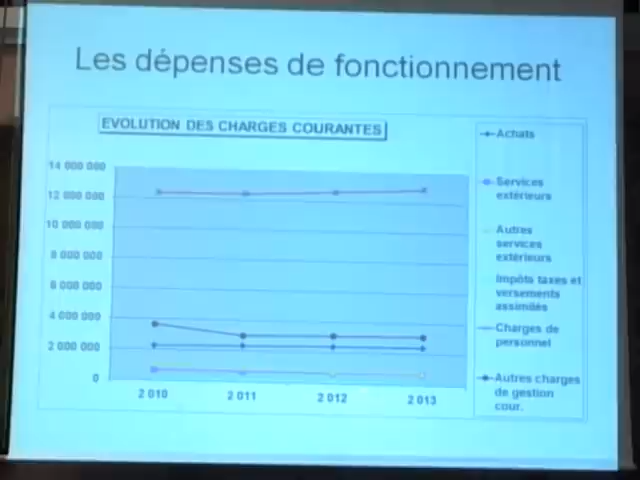 Les dépenses de fonctionnement
EVOLUTION DES CHARGES COURANTES
14 000 000
12 000 000
10 000 000
8 000 000
6 000 000
4 000 000
2 000 000
0
2 010
2 011
2 012
2 013
Achats
Services
extérieurs
Autres
services
extérieurs
Impôts taxes et
versements
assimilés
Charges de
personnel
Autres charges
de gestion
cour.